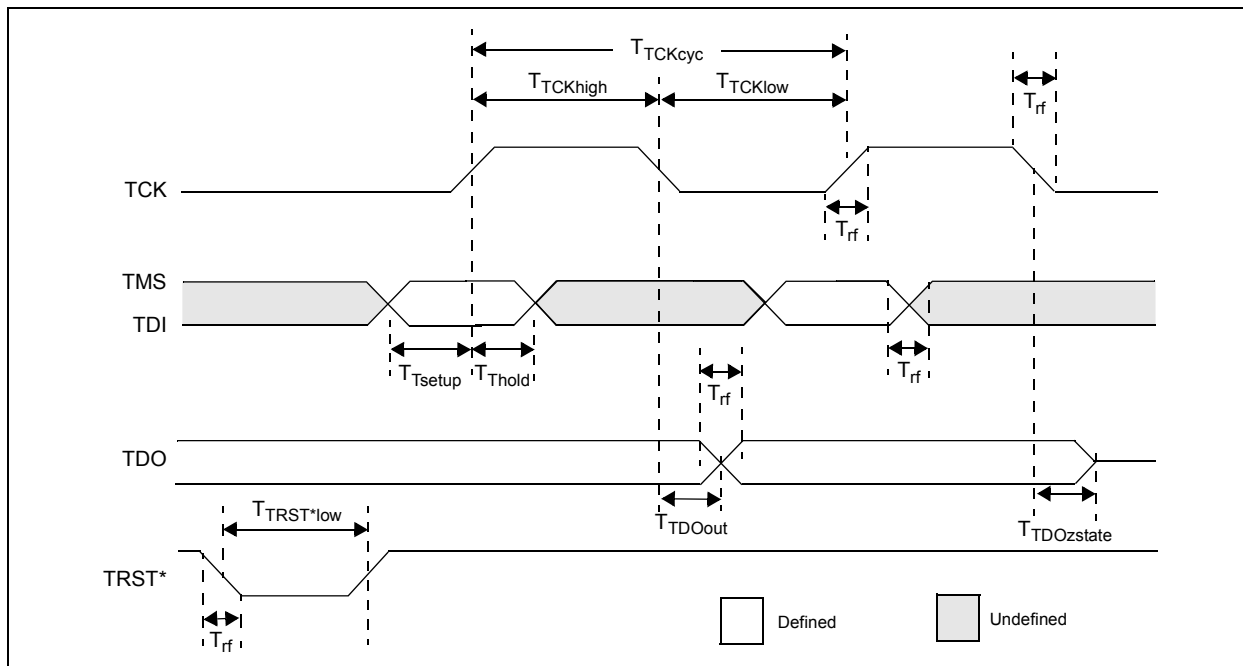 TTCKcyc
TTCKhigh
TTCKlow
Trf
TCK
Trf
TMS
TDI
TTsetup
TThold
Trf
Trf
TDO
TTRST*low
TTDOout
TTDOzstate
TRST*
Trf
Defined
Undefined